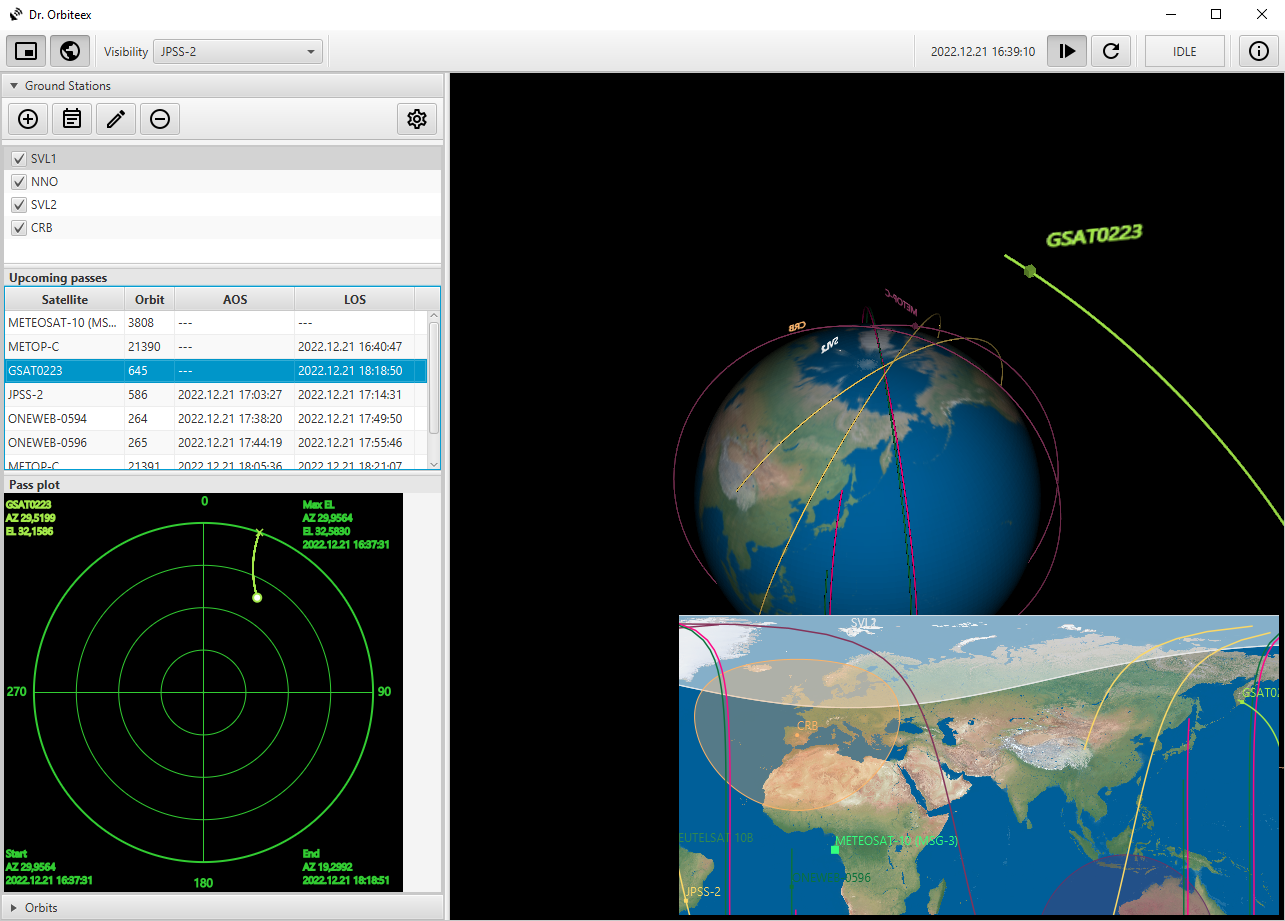 Dr. Orbiteex
Visibility JPSS-2 2022.12.21 16:39:10 IDLE
Ground Stations
SVL1
NNO
SVL2
CRB
Upcoming passes
Satellite Orbit AOS LOS
METEOSAT-10 (MS... 3808 --- ---
METOP-C 21390 --- 2022.12.21 16:40:47
GSAT0223 645 --- 2022.12.21 18:18:50
JPSS-2 586 2022.12.21 17:03:27 2022.12.21 17:14:31
ONEWEB-0594 264 2022.12.21 17:38:20 2022.12.21 17:49:50
ONEWEB-0596 265 2022.12.21 17:44:19 2022.12.21 17:55:46
METOP-C 21391 2022.12.21 18:05:36 2022.12.21 18:21:07
Pass plot
GSAT0223
AZ 29,5199
EL 32,1586
0
Max EL
AZ 29,9564
EL 32,5830
2022.12.21 16:37:31
270
90
Start
AZ 29,9564
2022.12.21 16:37:31
180
End
AZ 19,2992
2022.12.21 18:18:51
Orbits
GSAT0223
METOP-C
CRB
SVL2
SVL2
GSAT02
CRB
EUTELSAT 10B
METEOSAT-10 (MSG-3)
0596
JPSS-2